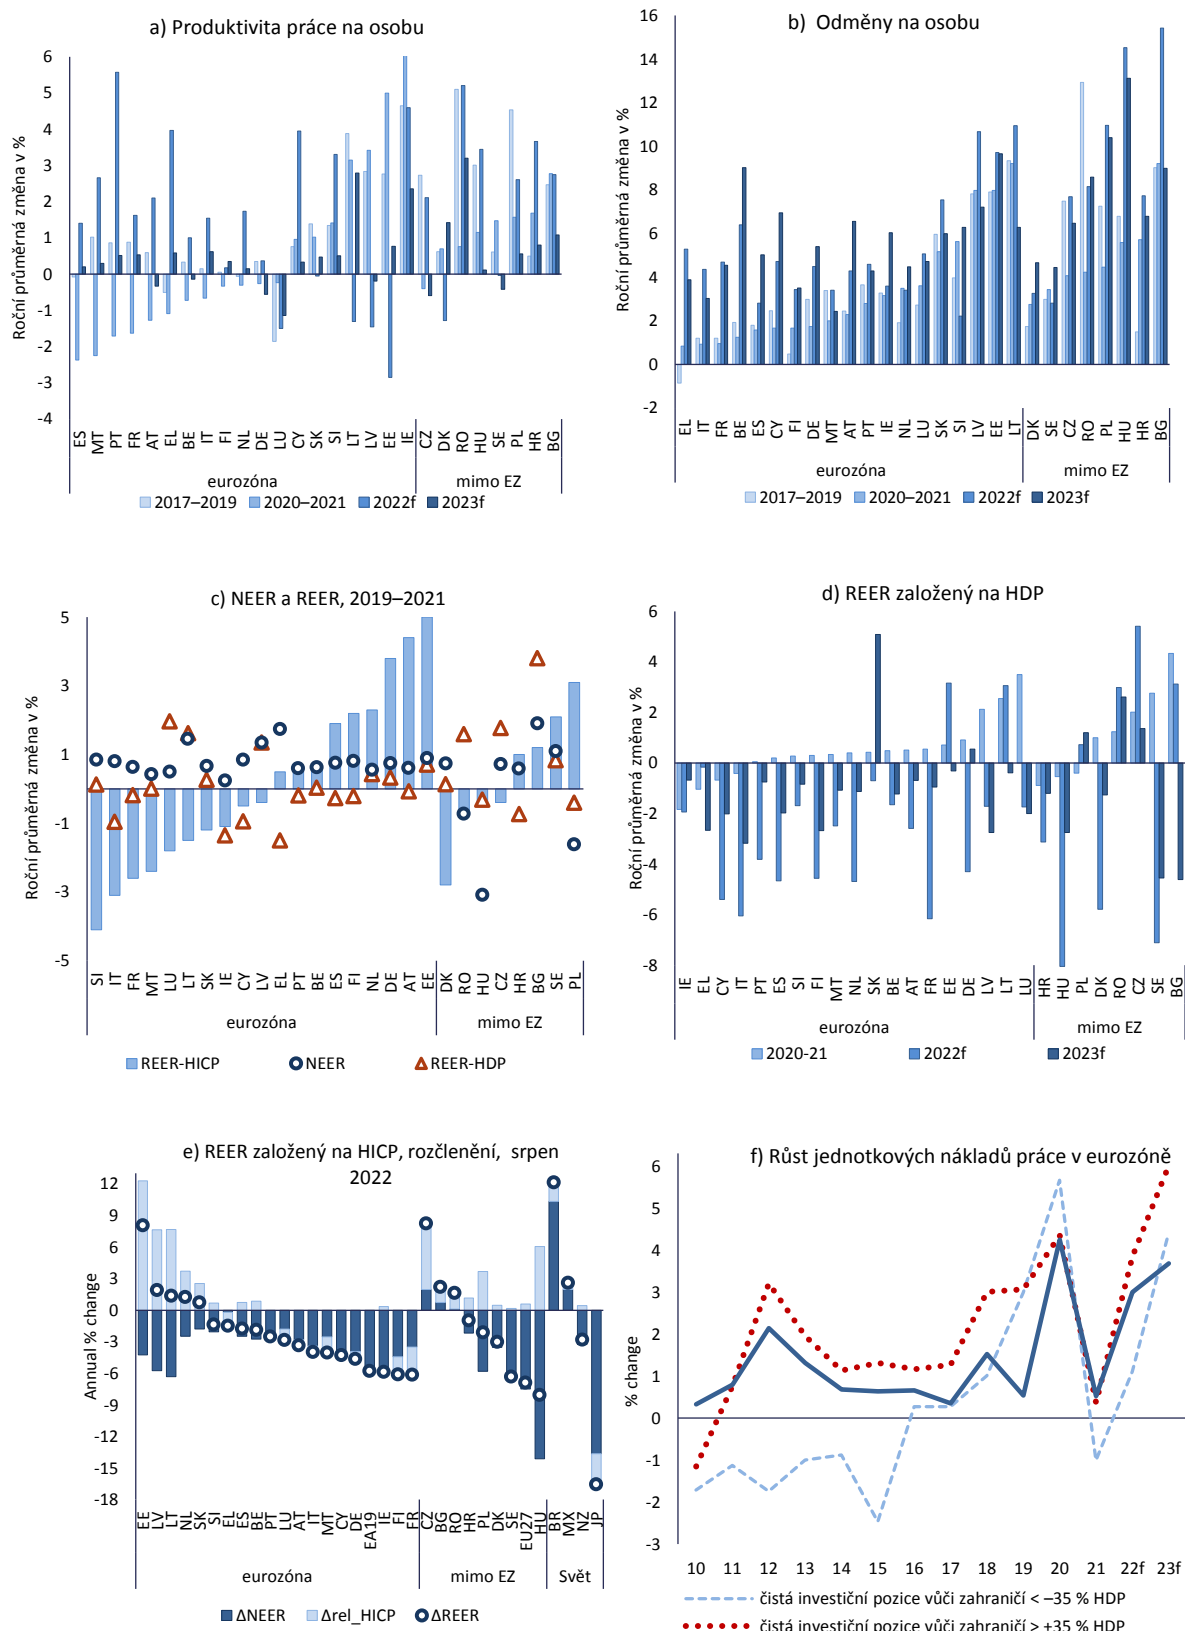 a) Produktivita práce na osobu
Roční průměrná změna v %
6
5
4
3
2
1
0
-1
-2
-3
-4
ES MT PT FR AT EL BE IT FI NL DE LU CY SK SI LT LV EE IE CZ DK RO HU SE PL HR BG
eurozóna mimo EZ
2017–2019 2020–2021 2022f 2023f
b) Odměny na osobu
Roční průměrná změna v %
16
14
12
10
8
6
4
2
0
-2
EL IT FR BE ES CY FI DE MT AT PT IE NL LU SK SI LV EE LT DK SE CZ RO PL HU HR BG
eurozóna mimo EZ
2017–2019 2020–2021 2022f 2023f
c) NEER a REER, 2019–2021
Roční průměrná změna v %
5
3
1
-1
-3
-5
SI IT FR MT LU LT SK IE CY LV EL PT BE ES FI NL DE AT EE DK RO HU CZ HR BG SE PL
eurozóna mimo EZ
REER-HICP NEER REER-HDP
d) REER založený na HDP
Roční průměrná změna v %
6
4
2
0
-2
-4
-6
-8
IE EL CY IT PT ES FI MT NL SK BE AT FR EE DE LV LT LU HR HU PL DK RO CZ SE BG
eurozóna mimo EZ
2020-21 2022f 2023f
e) REER založený na HICP, rozčlenění, srpen
2022
Annual % change
12
9
6
3
0
-3
-6
-9
-12
-15
-18
EE LV LT NL SK SI EL ES BE PT LU AT IT MT CY DE EA19 IE FI FR CZ BG RO HR PL DK SE EU27 HU BR MX NZ JP
eurozóna mimo EZ Svět
ΔNEER Δrel_HICP ΔREER
f) Růst jednotkových nákladů práce v eurozóně
% change
6
5
4
3
2
1
0
-1
-2
-3
10 11 12 13 14 15 16 17 18 19 20 21 22f 23f
čistá investiční pozice vůči zahraničí < –35 % HDP
čistá investiční pozice vůči zahraničí > +35 % HDP